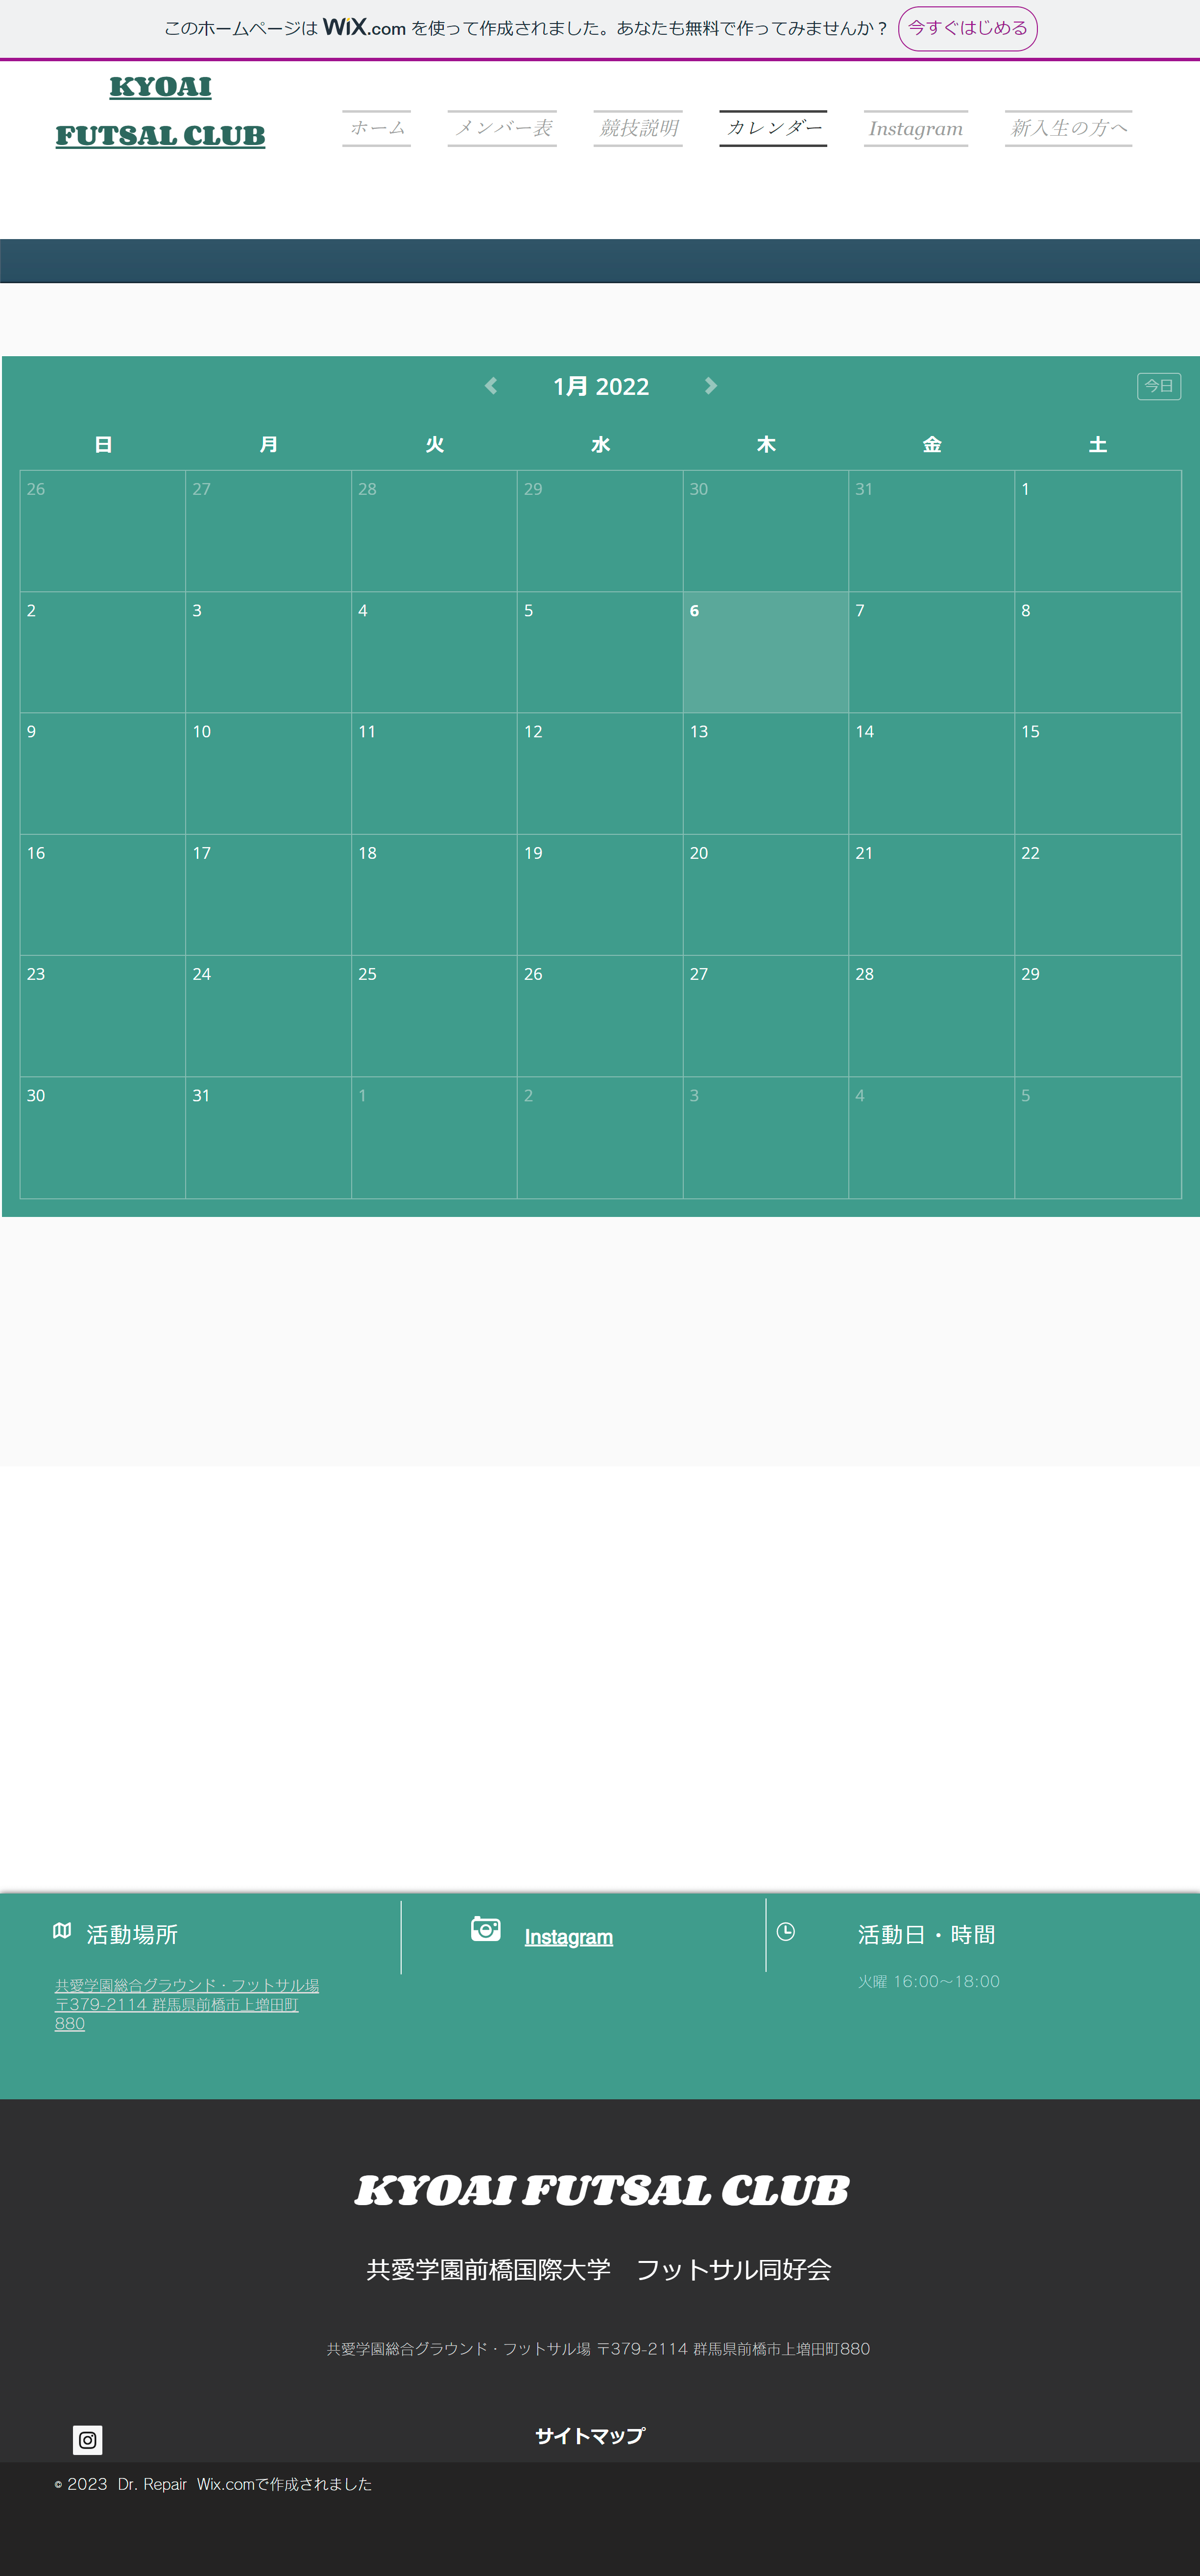 このホームページは WiX.com を使って作成されました。あなたも無料で作ってみませんか？ 今すぐはじめる
KYOAI
FUTSAL CLUB
ホーム メンバー表 競技説明 カレンダー Instagram 新入生の方へ
1月 2022 今日
日 月 火 水 木 金 土
26 27 28 29 30 31 1
2 3 4 5 6 7 8
9 10 11 12 13 14 15
16 17 18 19 20 21 22
23 24 25 26 27 28 29
30 31 1 2 3 4 5
活動場所
共愛学園総合グラウンド・フットサル場
〒379-2114 群馬県前橋市上増田町
880
Instagram
活動日・時間
火曜 16:00～18:00
KYOAI FUTSAL CLUB
共愛学園前橋国際大学　フットサル同好会
共愛学園総合グラウンド・フットサル場 〒379-2114 群馬県前橋市上増田町880
サイトマップ
© 2023 Dr. Repair Wix.comで作成されました